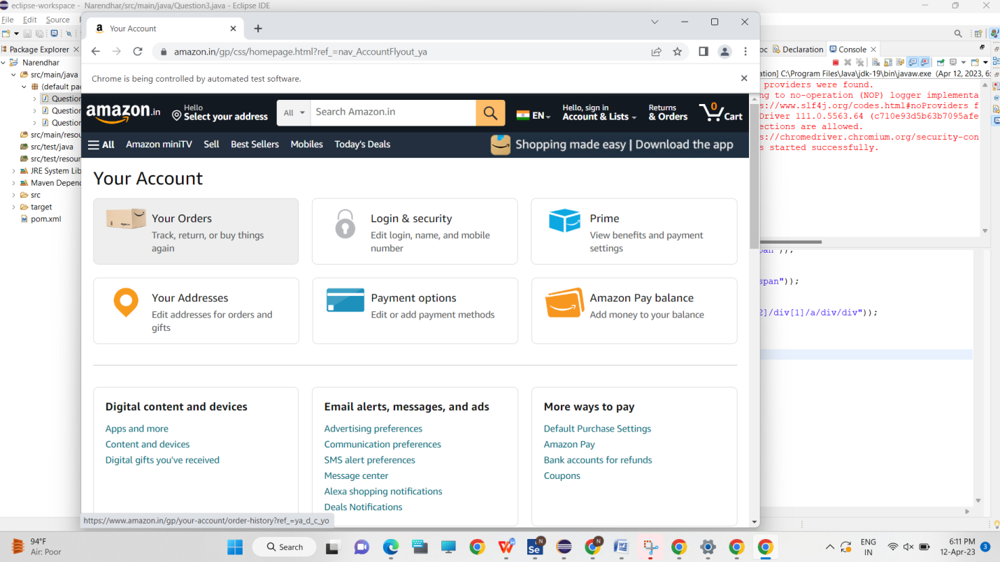 eclipse-workspace - Narendhar/src/main/java/Question3.java - Eclipse IDE
File Edit Source
Package Explorer
Narendhar
src/main/java
(default pa
Question
Question
Question
src/main/resou
src/test/java
src/test/resour
JRE System Lib
Maven Depend
src
target
pom.xml
Your Account
amazon.in/gp/css/homepage.html?ref_=nav_AccountFlyout_ya
Chrome is being controlled by automated test software.
amazon.in
Hello
Select your address
All
Search Amazon.in
EN
Hello, sign in
Account & Lists
Returns
& Orders
0
Cart
All Amazon miniTV Sell Best Sellers Mobiles Today's Deals
Shopping made easy | Download the app
Your Account
Your Orders
Track, return, or buy things
again
Login & security
Edit login, name, and mobile
number
Prime
View benefits and payment
settings
Your Addresses
Edit addresses for orders and
gifts
Payment options
Edit or add payment methods
Amazon Pay balance
Add money to your balance
Digital content and devices
Apps and more
Content and devices
Digital gifts you've received
Email alerts, messages, and ads
Advertising preferences
Communication preferences
SMS alert preferences
Message center
Alexa shopping notifications
Deals Notifications
More ways to pay
Default Purchase Settings
Amazon Pay
Bank accounts for refunds
Coupons
https://www.amazon.in/gp/your-account/order-history?ref_=ya_d_c_yo
oc Declaration Console
ation] C:\Program Files\Java\jdk-19\bin\javaw.exe (Apr 12, 2023, 6:
providers were found.
ng to no-operation (NOP) logger implementa
s://www.slf4j.org/codes.html#noProviders f
Driver 111.0.5563.64 (c710e93d5b63b7095afe
ections are allowed.
s://chromedriver.chromium.org/security-con
s started successfully.
span"));
2]/div[1]/a/div/div"));
94°F
Air: Poor
Search
ENG
IN
6:11 PM
12-Apr-23
3